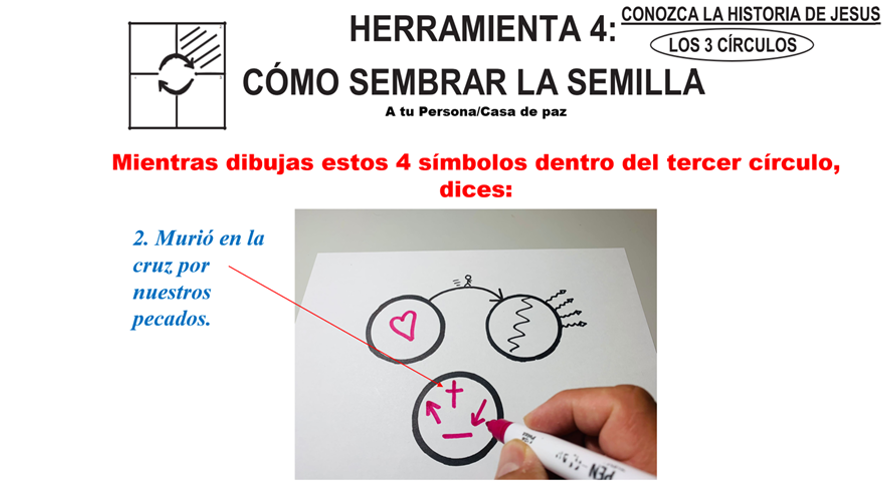 HERRAMIENTA 4:
CONOZCA LA HISTORIA DE JESUS
LOS 3 CÍRCULOS
CÓMO SEMBRAR LA SEMILLA
A tu Persona/Casa de paz
Mientras dibujas estos 4 símbolos dentro del tercer círculo,
dices:
2. Murió en la
cruz por
nuestros
pecados.
PEN